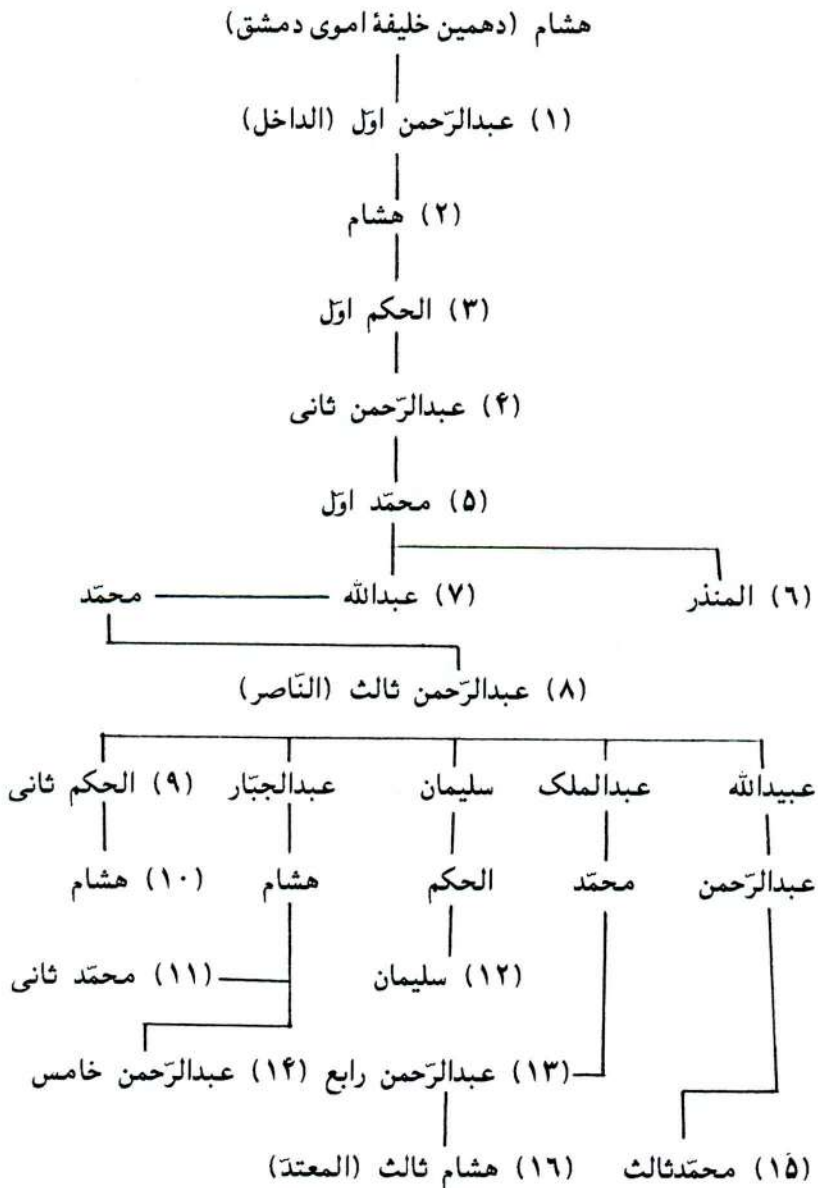 هشام (دهمین خلیفهٔ اموی دمشق)
(۱) عبدالرّحمن اوّل (الداخل)
(۲) هشام
(۳) الحکم اوّل
(۴) عبدالرّحمن ثانی
(۵) محمّد اوّل
(۶) المنذر (۷) عبدالله محمّد
(۸) عبدالرّحمن ثالث (النّاصر)
عبیدالله عبدالملک سلیمان عبدالجبّار (۹) الحکم ثانی
عبدالرّحمن محمّد الحکم هشام (۱۰) هشام
(۱۲) سلیمان (۱۱) محمّد ثانی
(۱۳) عبدالرّحمن رابع (۱۴) عبدالرّحمن خامس
(۱۵) محمّدثالث (۱۶) هشام ثالث (المعتدّ)